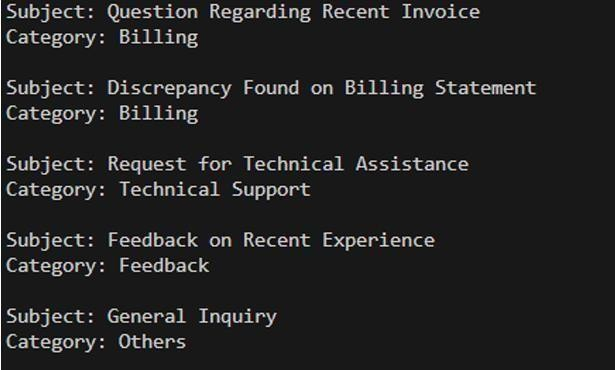 Subject: Question Regarding Recent Invoice
Category: Billing
Subject: Discrepancy Found on Billing Statement
Category: Billing
Subject: Request for Technical Assistance
Category: Technical Support
Subject: Feedback on Recent Experience
Category: Feedback
Subject: General Inquiry
Category: Others